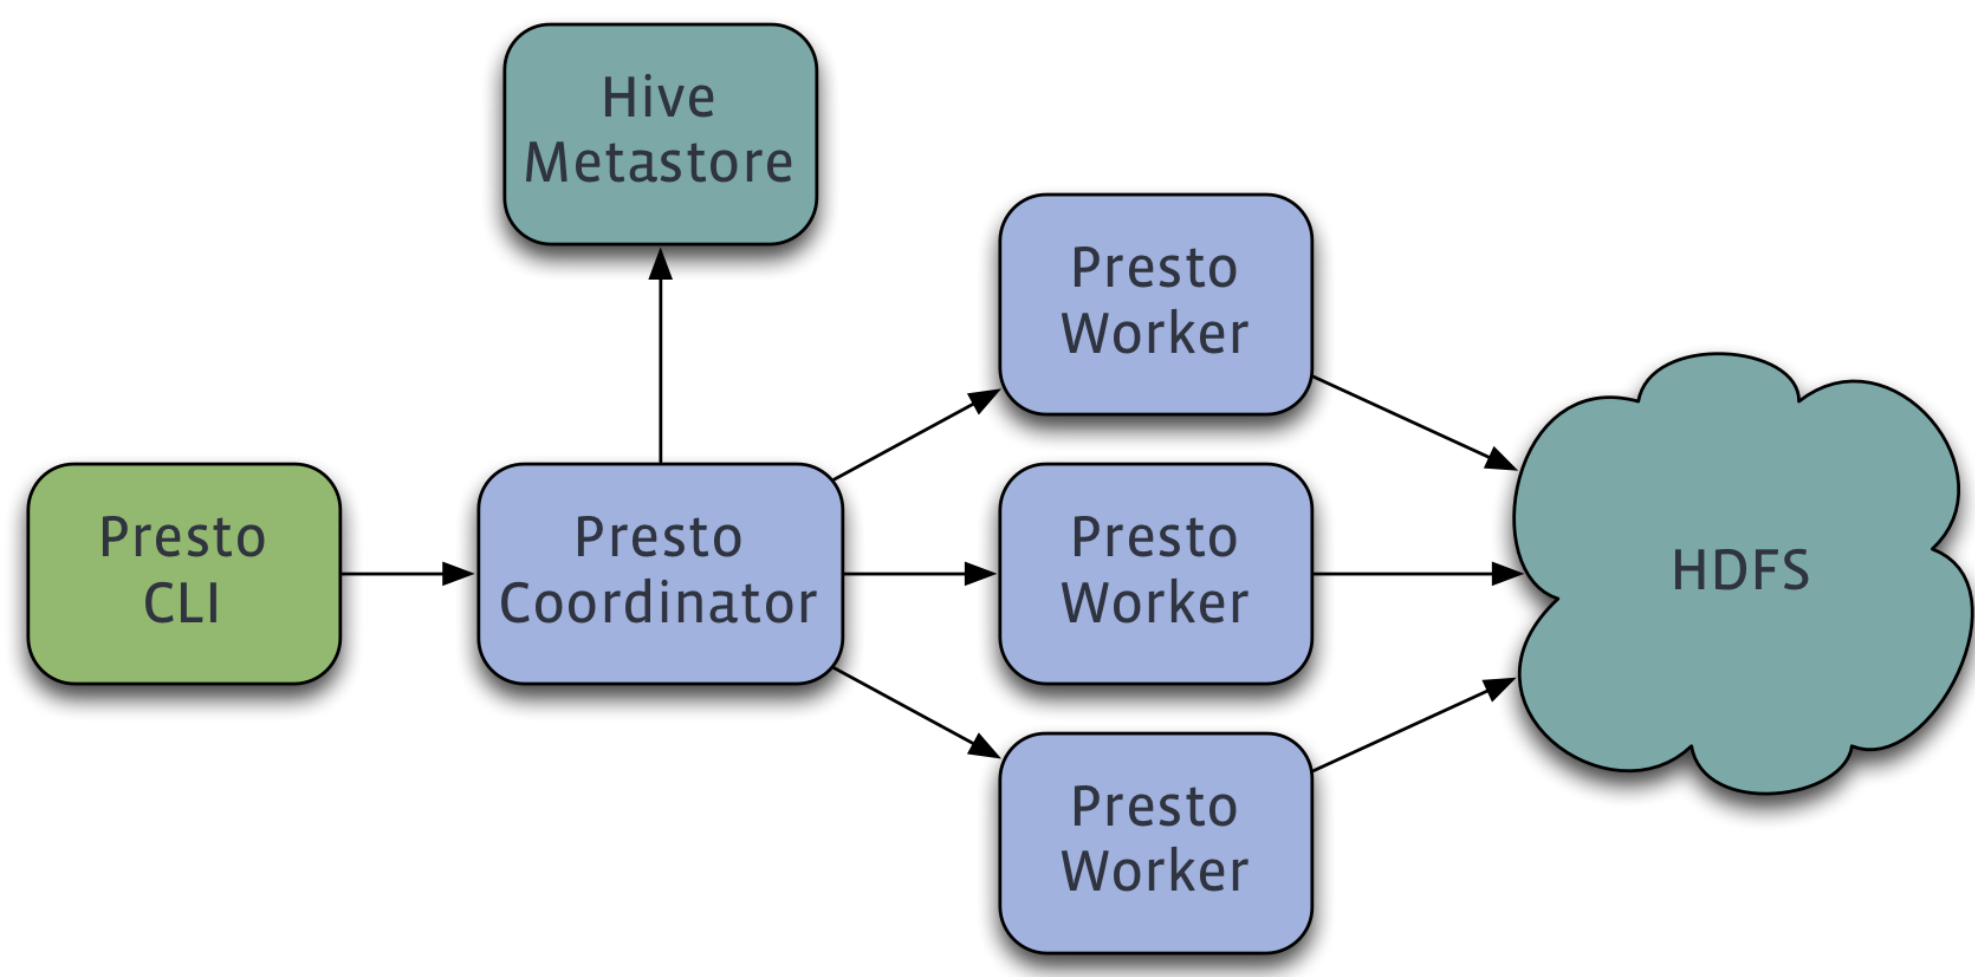 Hive
Metastore
Presto
Worker
Presto
CLI
Presto
Coordinator
Presto
Worker
HDFS
Presto
Worker